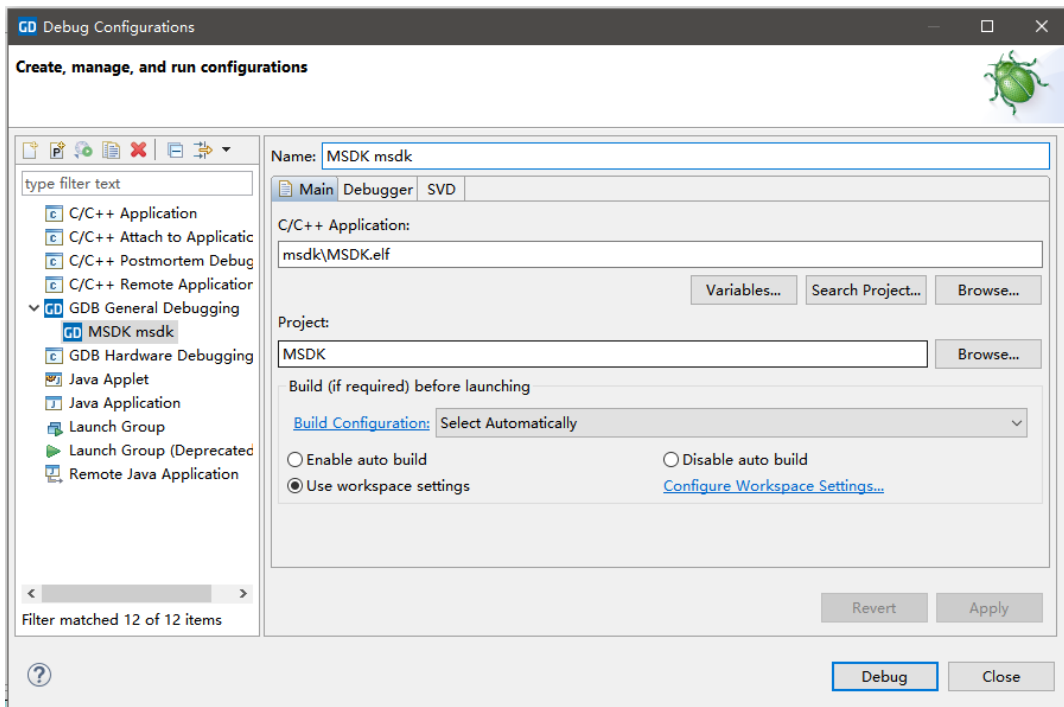 GD Debug Configurations
Create, manage, and run configurations
type filter text
C/C++ Application
C/C++ Attach to Applicatic
C/C++ Postmortem Debug
C/C++ Remote Application
GD GDB General Debugging
GD MSDK msdk
GDB Hardware Debugging
Java Applet
Java Application
Launch Group
Launch Group (Deprecated
Remote Java Application
Filter matched 12 of 12 items
Name: MSDK msdk
Main Debugger SVD
C/C++ Application:
msdk\MSDK.elf
Variables... Search Project... Browse...
Project:
MSDK Browse...
Build (if required) before launching
Build Configuration: Select Automatically
Enable auto build Disable auto build
Use workspace settings Configure Workspace Settings...
Revert Apply
? Debug Close